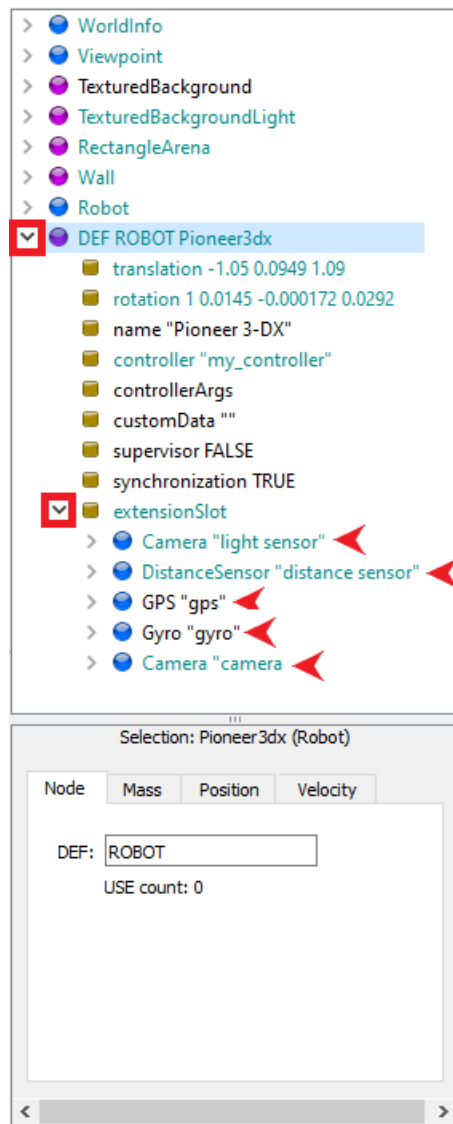 WorldInfo
Viewpoint
TexturedBackground
TexturedBackgroundLight
RectangleArena
Wall
Robot
DEF ROBOT Pioneer3dx
translation -1.05 0.0949 1.09
rotation 1 0.0145 -0.000172 0.0292
name "Pioneer 3-DX"
controller "my_controller"
controllerArgs
customData ""
supervisor FALSE
synchronization TRUE
extensionSlot
Camera "light sensor"
DistanceSensor "distance sensor"
GPS "gps"
Gyro "gyro"
Camera "camera
Selection: Pioneer3dx (Robot)
Node Mass Position Velocity
DEF: ROBOT
USE count: 0